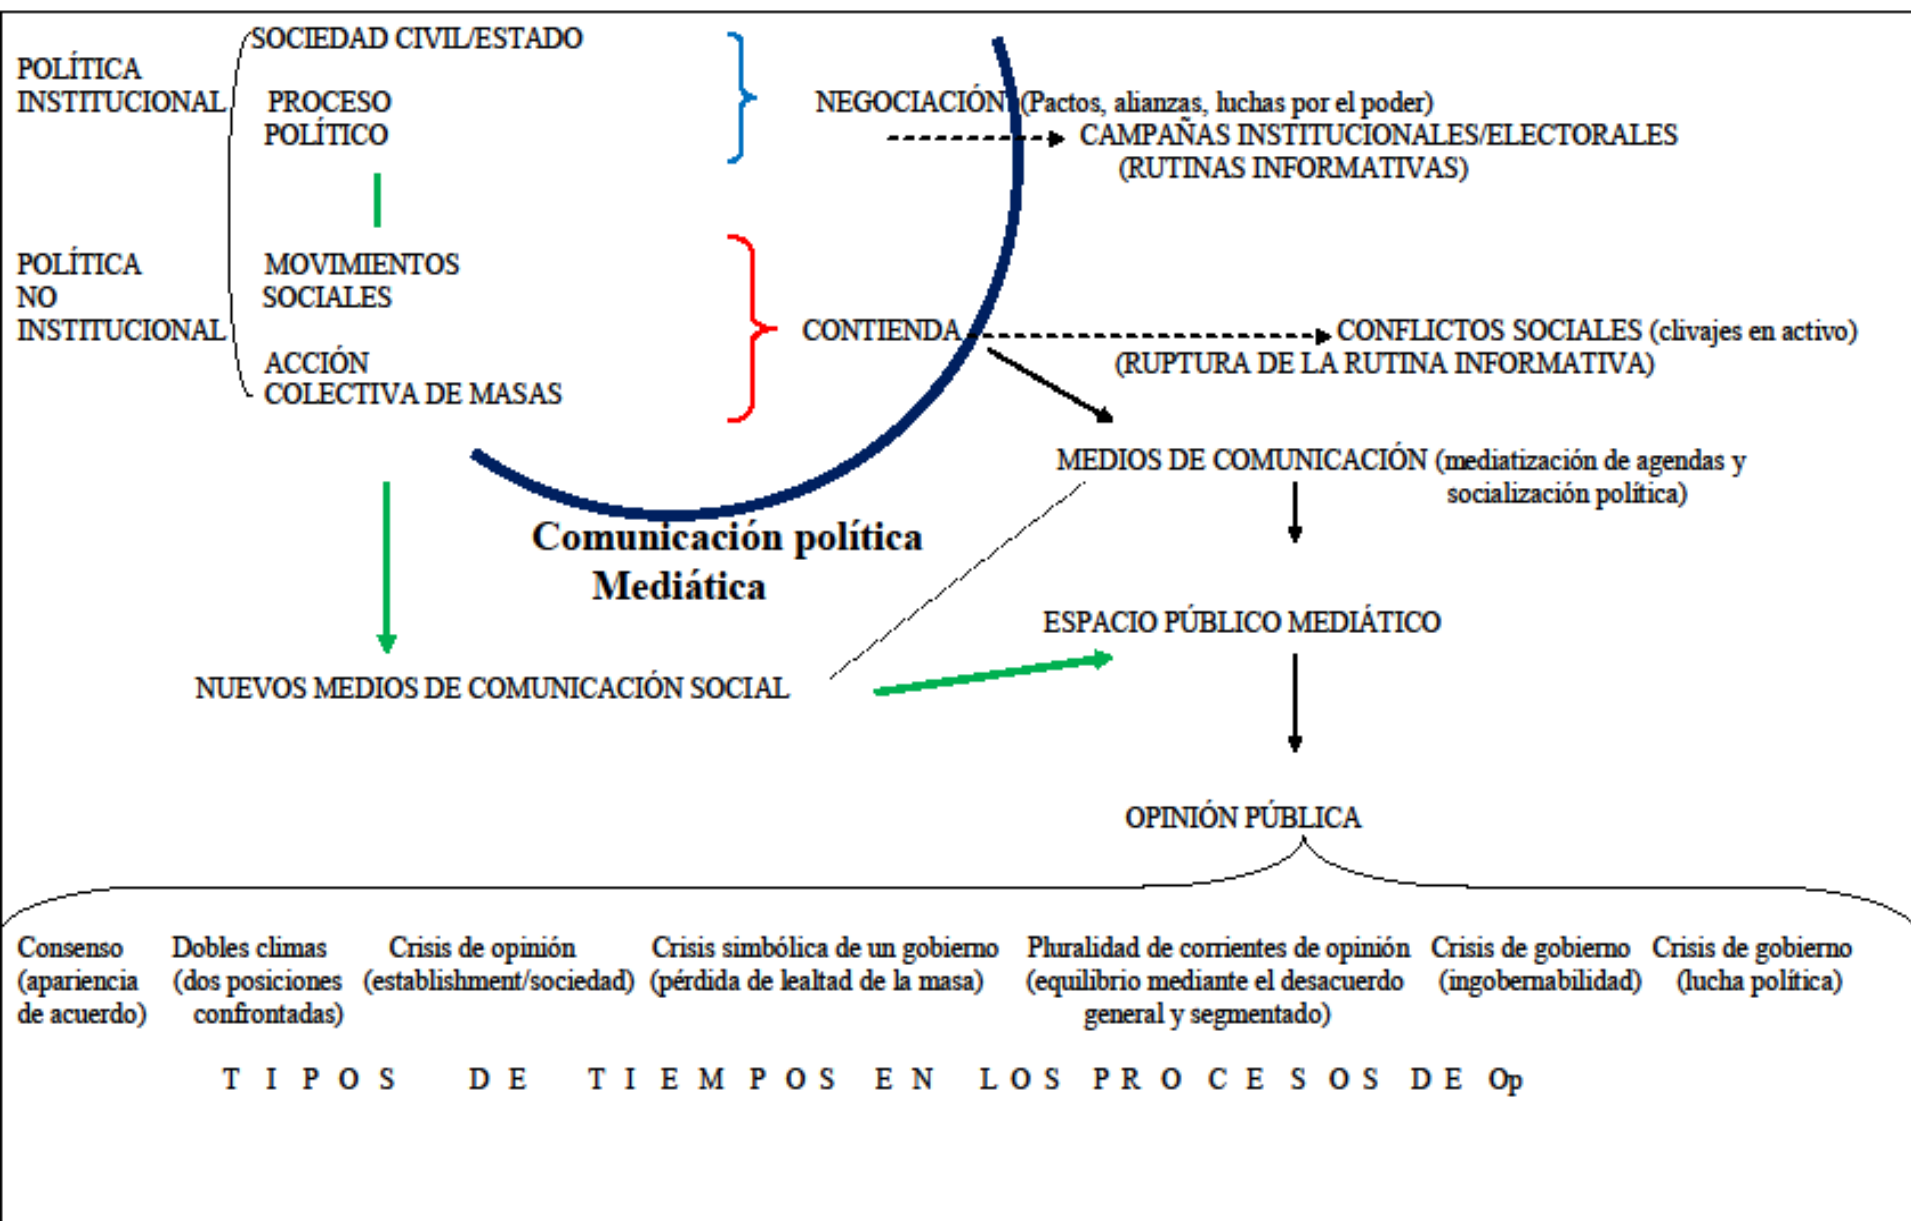 SOCIEDAD CIVIL/ESTADO
POLÍTICA
INSTITUCIONAL
PROCESO
POLÍTICO
NEGOCIACIÓN (Pactos, alianzas, luchas por el poder)
CAMPAÑAS INSTITUCIONALES/ELECTORALES
(RUTINAS INFORMATIVAS)
POLÍTICA
NO
INSTITUCIONAL
MOVIMIENTOS
SOCIALES
ACCIÓN
COLECTIVA DE MASAS
CONTIENDA
CONFLICTOS SOCIALES (clivajes en activo)
(RUPTURA DE LA RUTINA INFORMATIVA)
MEDIOS DE COMUNICACIÓN (mediatización de agendas y
socialización política)
Comunicación política
Mediática
ESPACIO PÚBLICO MEDIÁTICO
NUEVOS MEDIOS DE COMUNICACIÓN SOCIAL
OPINIÓN PÚBLICA
Consenso
(apariencia
de acuerdo)
Dobles climas
(dos posiciones
confrontadas)
Crisis de opinión
(establishment/sociedad)
Crisis simbólica de un gobierno
(pérdida de lealtad de la masa)
Pluralidad de corrientes de opinión
(equilibrio mediante el desacuerdo
general y segmentado)
Crisis de gobierno
(ingobernabilidad)
Crisis de gobierno
(lucha política)
T I P O S D E T I E M P O S E N L O S P R O C E S O S D E Op